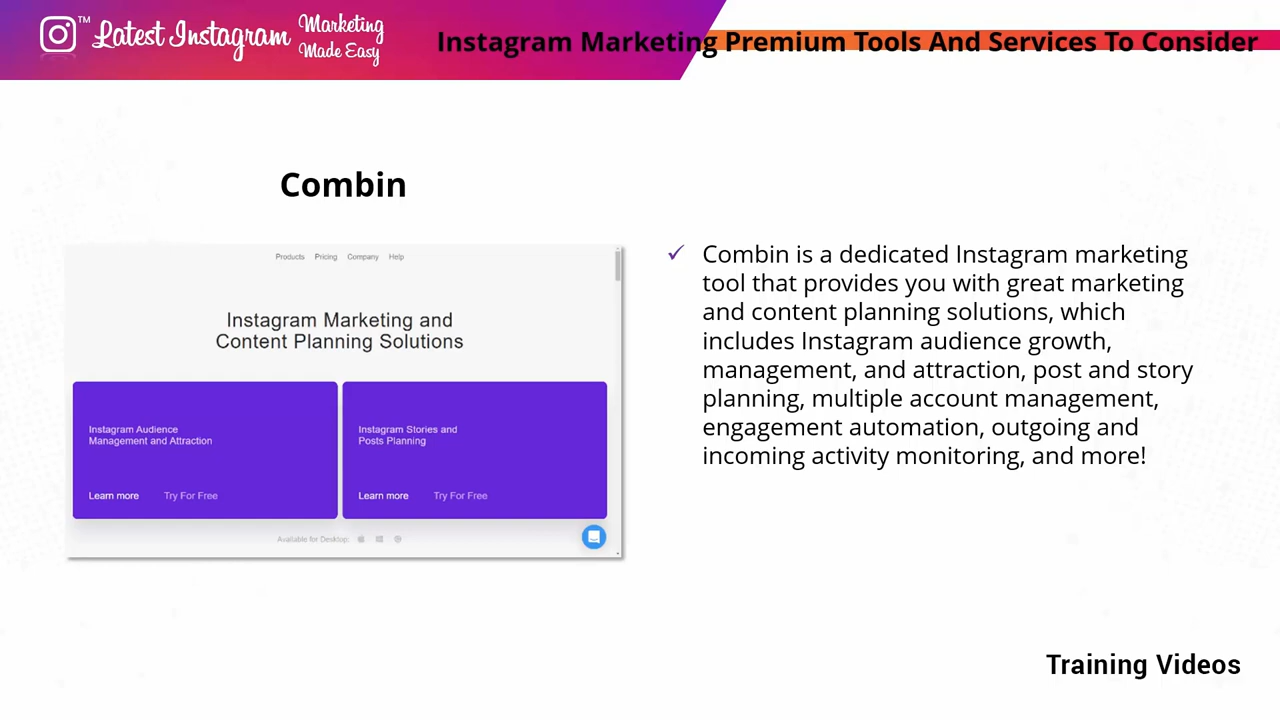 TM
Latest Instagram
Marketing
Made Easy
Instagram Marketing Premium Tools And Services To Consider
Combin
Products Pricing Company Help
Instagram Marketing and
Content Planning Solutions
Instagram Audience
Management and Attraction
Learn more Try For Free
Instagram Stories and
Posts Planning
Learn more Try For Free
Available for Desktop:
✓ Combin is a dedicated Instagram marketing
tool that provides you with great marketing
and content planning solutions, which
includes Instagram audience growth,
management, and attraction, post and story
planning, multiple account management,
engagement automation, outgoing and
incoming activity monitoring, and more!
Training Videos